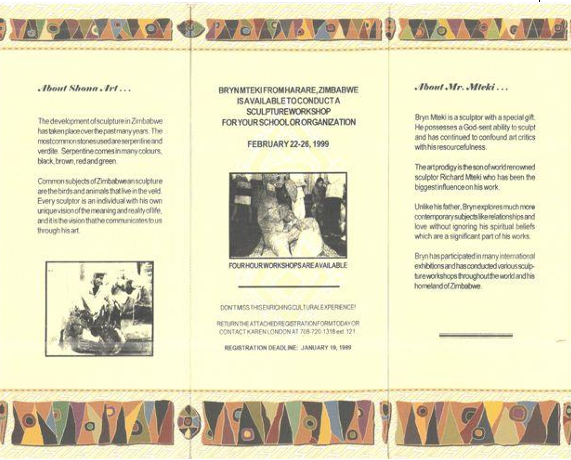 About Shona Art . . .
The development of sculpture in Zimbabwe
has taken place over the past many years. The
most common stones used are serpentine and
verdite. Serpentine comes in many colours,
black, brown, red and green.
Common subjects of Zimbabwean sculpture
are the birds and animals that live in the veld.
Every sculptor is an individual with his own
unique vision of the meaning and reality of life,
and it is the vision that he communicates to us
through his art.
BRYN MTEKI FROM HARARE, ZIMBABWE
IS AVAILABLE TO CONDUCT A
SCULPTURE WORKSHOP
FOR YOUR SCHOOL OR ORGANIZATION
FEBRUARY 22-26, 1999
FOUR HOUR WORKSHOPS ARE AVAILABLE
DON'T MISS THIS ENRICHING CULTURAL EXPERIENCE!
RETURN THE ATTACHED REGISTRATION FORM TODAY OR
CONTACT KAREN LONDON AT 708-720-1318 ext. 121.
REGISTRATION DEADLINE: JANUARY 19, 1999
About Mr. Mteki . . .
Bryn Mteki is a sculptor with a special gift.
He possesses a God-sent ability to sculpt
and has continued to confound art critics
with his resourcefulness.
The art prodigy is the son of world renowned
sculptor Richard Mteki who has been the
biggest influence on his work.
Unlike his father, Bryn explores much more
contemporary subjects like relationships and
love without ignoring his spiritual beliefs
which are a significant part of his works.
Bryn has participated in many international
exhibitions and has conducted various sculp-
ture workshops throughout the world and his
homeland of Zimbabwe.